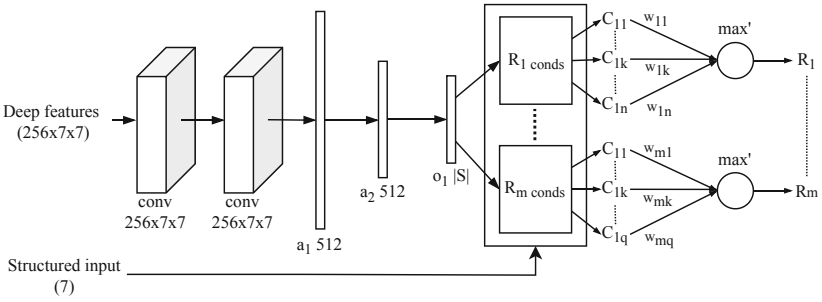 Deep features
(256x7x7)
conv
256x7x7
conv
256x7x7
a1 512
a2 512
o1 |S|
R1 conds
Rm conds
C11
C1k
C1n
w11
w1k
w1n
max'
R1
C11
C1k
C1q
wm1
wmk
wmq
max'
Rm
Structured input
(7)